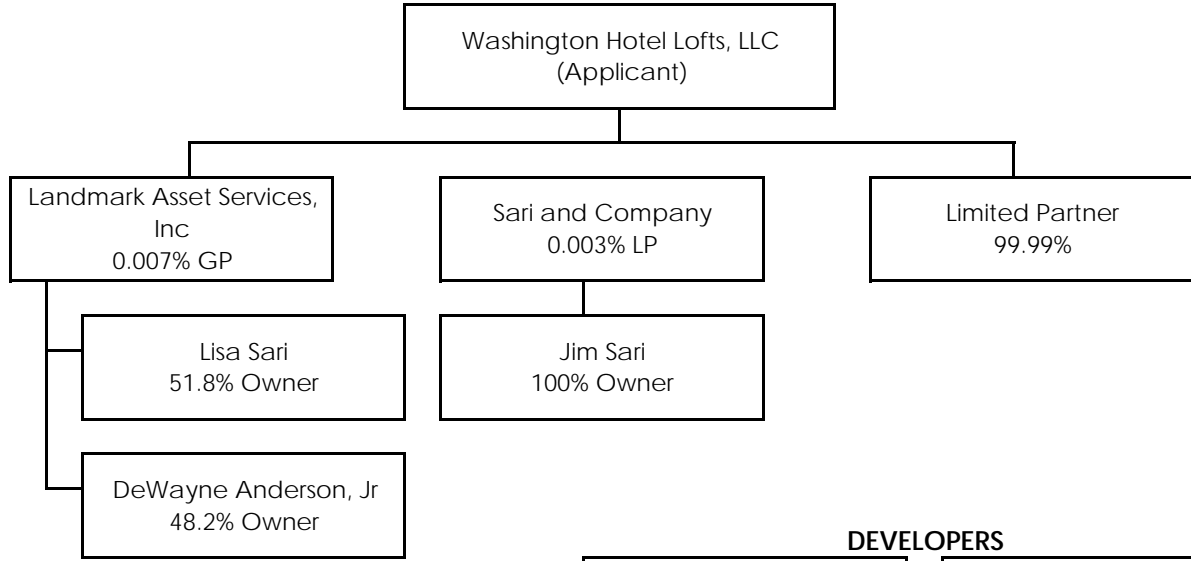 Washington Hotel Lofts, LLC
(Applicant)
Landmark Asset Services,
Inc
0.007% GP
Sari and Company
0.003% LP
Limited Partner
99.99%
Lisa Sari
51.8% Owner
Jim Sari
100% Owner
DeWayne Anderson, Jr
48.2% Owner
DEVELOPERS